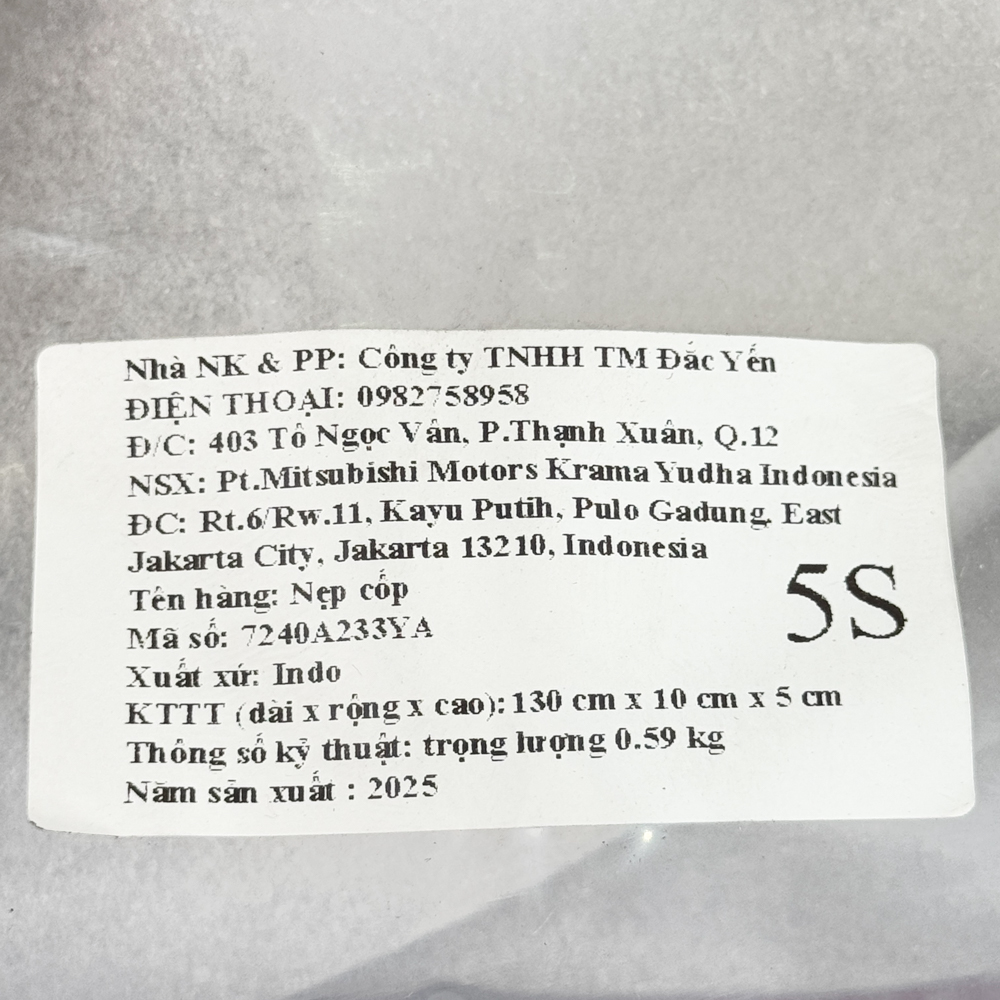 Nhà NK & PP: Công ty TNHH TM Đắc Yến
ĐIỆN THOẠI: 0982758958
Đ/C: 403 Tô Ngọc Vân, P.Thạnh Xuân, Q.12
NSX: Pt.Mitsubishi Motors Krama Yudha Indonesia
ĐC: Rt.6/Rw.11, Kayu Putih, Pulo Gadung, East
Jakarta City, Jakarta 13210, Indonesia
Tên hàng: Nẹp cốp
Mã số: 7240A233YA
5S
Xuất xứ: Indo
KTTT (dài x rộng x cao): 130 cm x 10 cm x 5 cm
Thông số kỷ thuật: trọng lượng 0.59 kg
Năm sản xuất : 2025